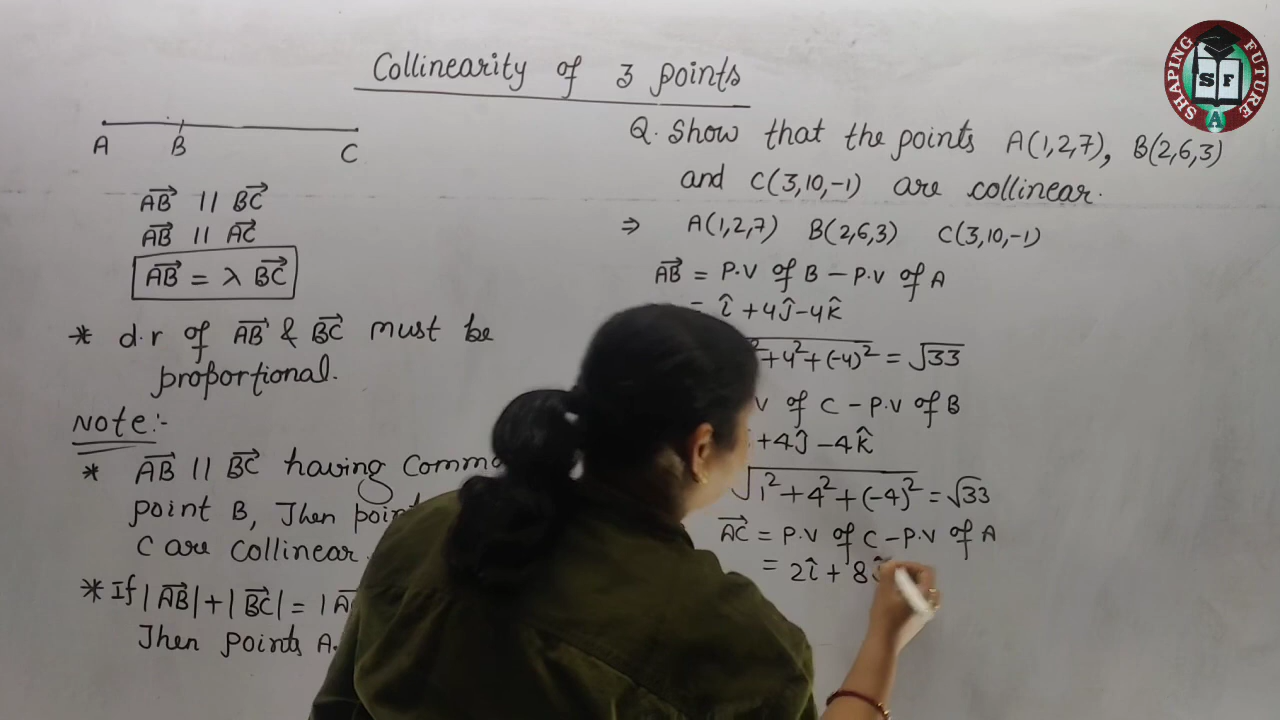 Collinearity of 3 points
SHAPING FUTURE
S F
A
A B C
AB || BC
AB || AC
AB = λ BC
* d.r of AB & BC must be
proportional.
Note:-
* AB || BC having
point B, Then
C are collinear
* If |AB| + |BC| =
Then points A.
Q. Show that the points A(1,2,7), B(2,6,3)
and C(3,10,-1) are collinear.
⇒ A(1,2,7) B(2,6,3) C(3,10,-1)
AB = P.V of B - P.V of A
= î + 4ĵ - 4k̂
+ 4² + (-4)² = √33
of C - P.V of B
+ 4ĵ - 4k̂
√1² + 4² + (-4)² = √33
AC = P.V of C - P.V of A
= 2î + 8